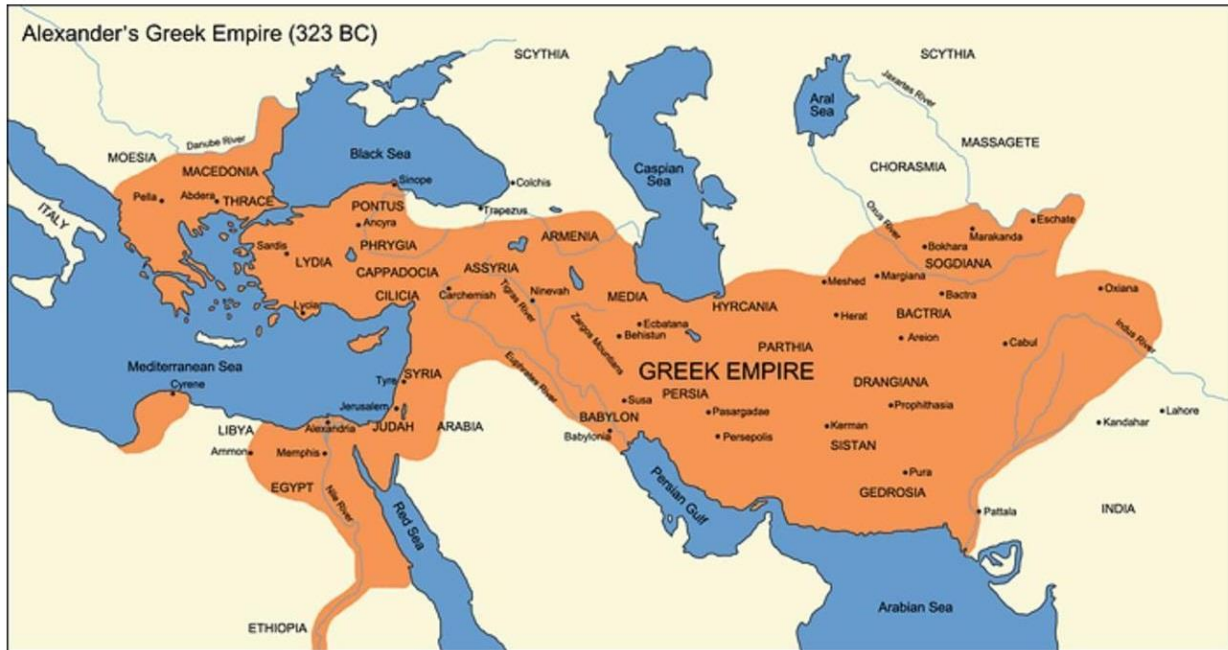 Alexander's Greek Empire (323 BC)
SCYTHIA
SCYTHIA
Jaxartes River
Aral
Sea
Danube River
MOESIA
MASSAGETE
MACEDONIA
Black Sea
CHORASMIA
Caspian
Sea
Sinope
Colchis
Pella
Abdera
THRACE
PONTUS
Trapezus
ITALY
Ancyra
Oxus River
Eschate
Marakanda
ARMENIA
Bokhara
Sardis
PHRYGIA
SOGDIANA
LYDIA
CAPPADOCIA
ASSYRIA
Margiana
Meshed
Oxiana
CILICIA
Carchemish
Tigras River
Ninevah
MEDIA
HYRCANIA
Bactra
Lycia
BACTRIA
Herat
Ecbatana
Behistun
Zargos Mountains
Areion
Cabul
Indus River
PARTHIA
Mediterranean Sea
Euphrates River
GREEK EMPIRE
Cyrene
Tyre
SYRIA
DRANGIANA
PERSIA
Susa
Jerusalem
Pasargadae
Prophthasia
Lahore
BABYLON
LIBYA
Alexandria
JUDAH
ARABIA
Kerman
Kandahar
Babylonia
Persepolis
SISTAN
Ammon
Memphis
Pura
EGYPT
Nile River
GEDROSIA
Persian Gulf
Red Sea
Pattala
INDIA
Arabian Sea
ETHIOPIA